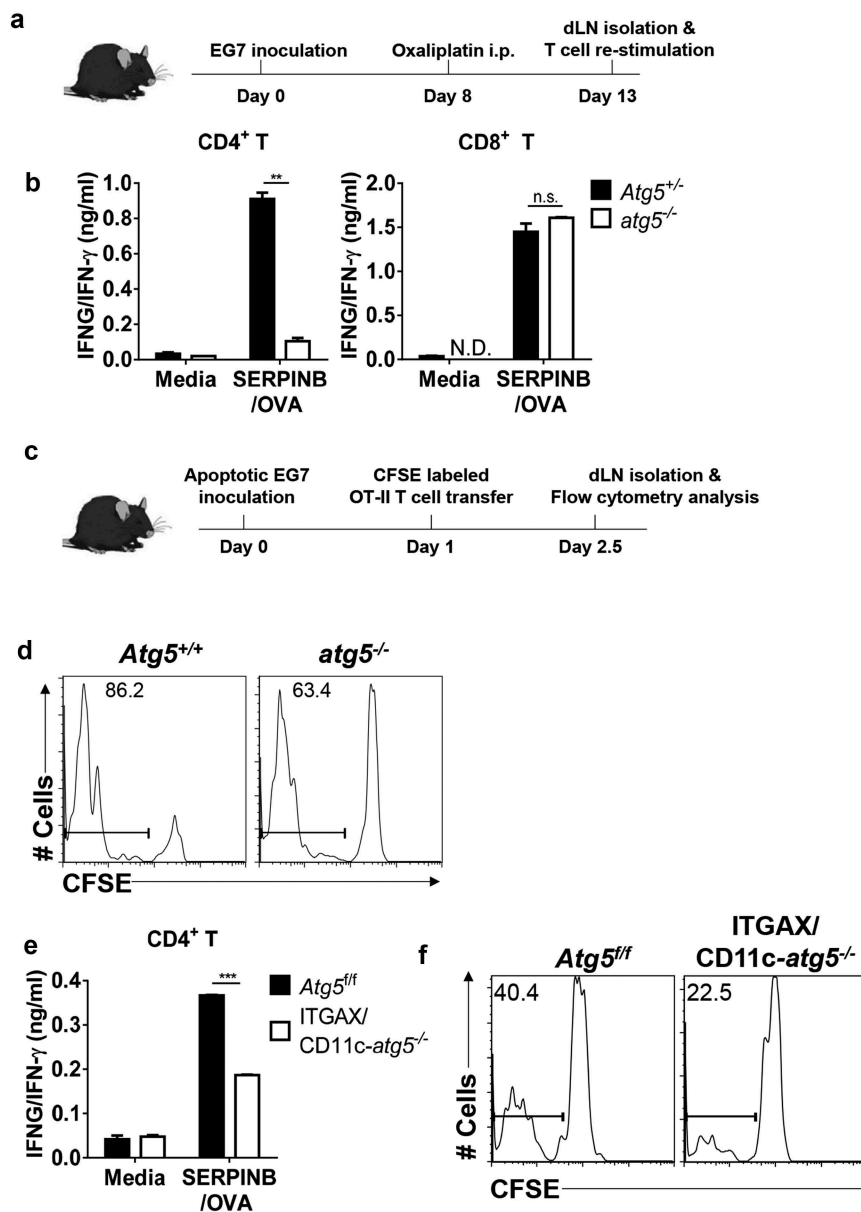 a
EG7 inoculation
Oxaliplatin i.p.
dLN isolation &
T cell re-stimulation
Day 0
Day 8
Day 13
b
CD4+ T
IFNG/IFN-γ (ng/ml)
1.0
0.8
0.6
0.4
0.2
0.0
**
Media
SERPINB
/OVA
CD8+ T
IFNG/IFN-γ (ng/ml)
2.0
1.5
1.0
0.5
0.0
n.s.
N.D.
Media
SERPINB
/OVA
Atg5+/-
atg5-/-
c
Apoptotic EG7
inoculation
CFSE labeled
OT-II T cell transfer
dLN isolation &
Flow cytometry analysis
Day 0
Day 1
Day 2.5
d
Atg5+/+
atg5-/-
86.2
63.4
# Cells
CFSE
e
CD4+ T
IFNG/IFN-γ (ng/ml)
0.4
0.3
0.2
0.1
0.0
***
Media
SERPINB
/OVA
Atg5f/f
ITGAX/
CD11c-atg5-/-
f
Atg5f/f
ITGAX/
CD11c-atg5-/-
40.4
22.5
# Cells
CFSE